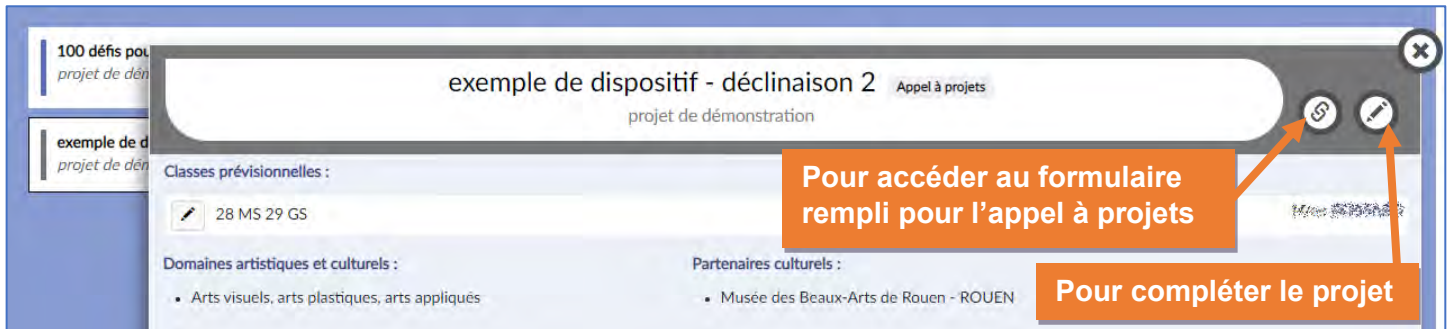 100 défis pou
projet de dém
exemple de dispositif - déclinaison 2 Appel à projets
projet de démonstration
exemple de d
projet de dém
Classes prévisionnelles :
Pour accéder au formulaire
rempli pour l’appel à projets
28 MS 29 GS
Domaines artistiques et culturels :
Partenaires culturels :
• Arts visuels, arts plastiques, arts appliqués
• Musée des Beaux-Arts de Rouen - ROUEN
Pour compléter le projet